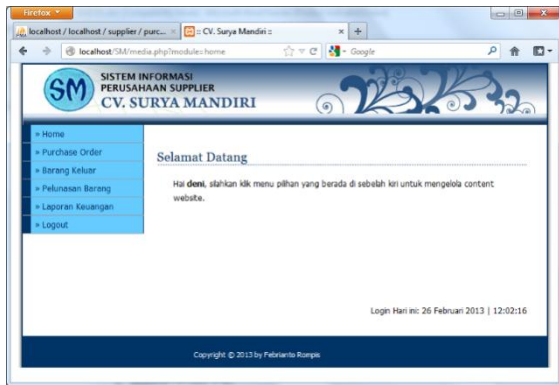 Firefox
localhost / localhost / supplier / purc...
:: CV. Surya Mandiri ::
localhost/SM/media.php?module=home
Google
SM
SISTEM INFORMASI
PERUSAHAAN SUPPLIER
CV. SURYA MANDIRI
» Home
» Purchase Order
» Barang Keluar
» Pelunasan Barang
» Laporan Keuangan
» Logout
Selamat Datang
Hai deni, silahkan klik menu pilihan yang berada di sebelah kiri untuk mengelola content
website.
Login Hari ini: 26 Februari 2013 | 12:02:16
Copyright © 2013 by Febrianto Rompis